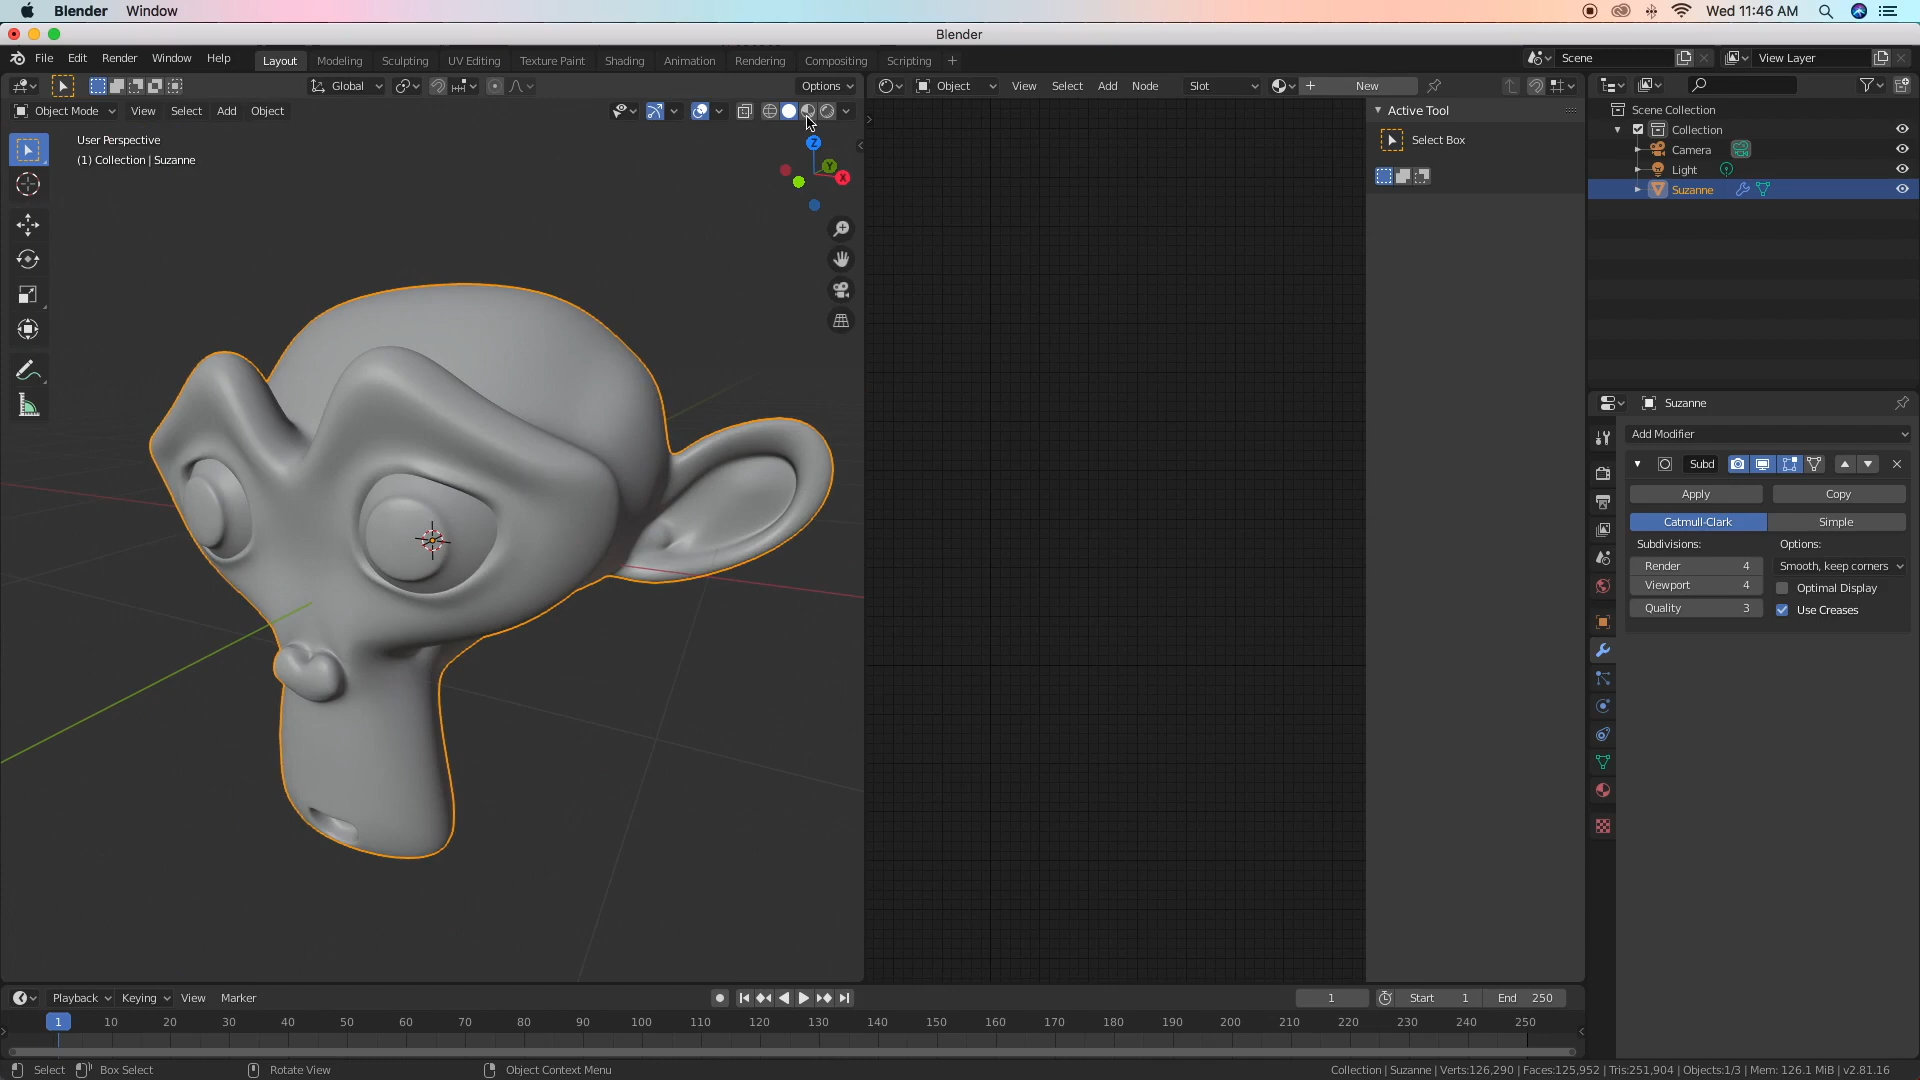 Blender Window Wed 11:46 AM
Blender
File Edit Render Window Help Layout Modeling Sculpting UV Editing Texture Paint Shading Animation Rendering Compositing Scripting + Scene View Layer
Global Options Object View Select Add Node Slot New
Object Mode View Select Add Object
User Perspective
(1) Collection | Suzanne
Z
Y
X
Active Tool
Select Box
Scene Collection
Collection
Camera
Light
Suzanne
Suzanne
Add Modifier
Subd
Apply Copy
Catmull-Clark Simple
Subdivisions: Options:
Render 4 Smooth, keep corners
Viewport 4 Optimal Display
Quality 3 Use Creases
Playback Keying View Marker 1 Start 1 End 250
1 10 20 30 40 50 60 70 80 90 100 110 120 130 140 150 160 170 180 190 200 210 220 230 240 250
Select Box Select Rotate View Object Context Menu Collection | Suzanne | Verts:126,290 | Faces:125,952 | Tris:251,904 | Objects:1/3 | Mem: 126.1 MiB | v2.81.16